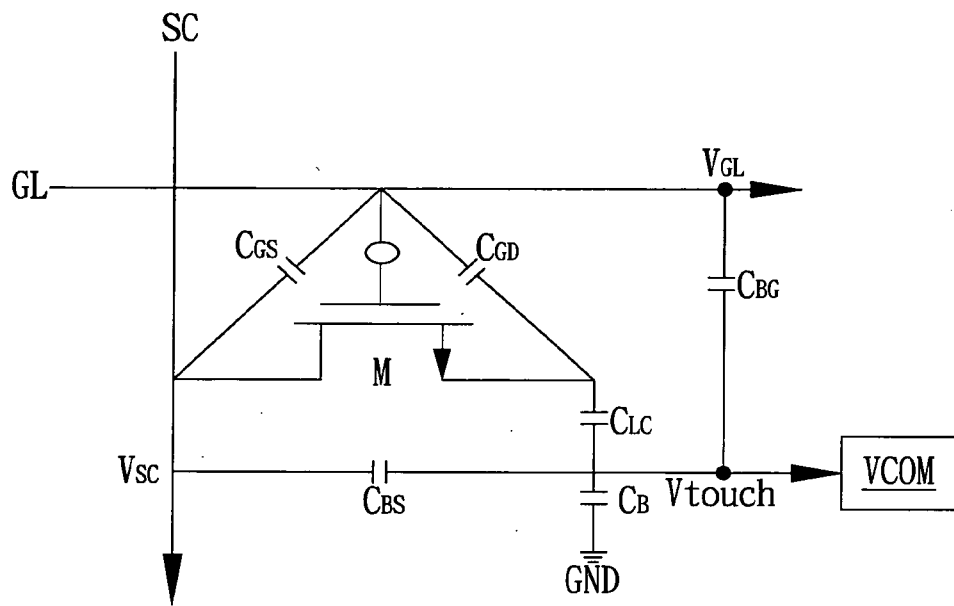 SC
GL
VGL
CGS
CGD
CBG
M
CLC
VSC
CBS
CB
Vtouch
VCOM
GND